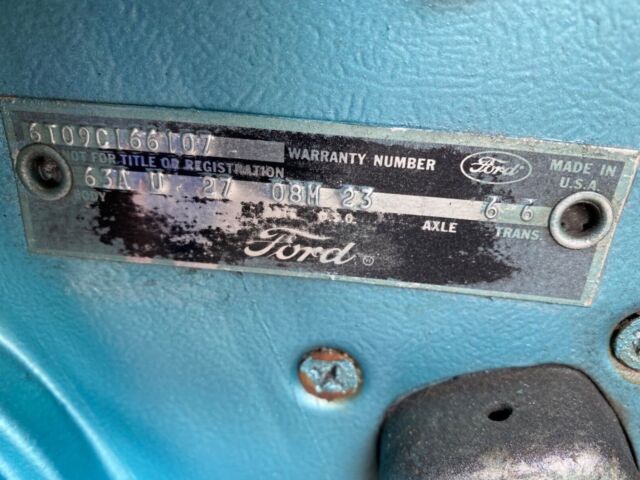 6T09C166107
NOT FOR TITLE OR REGISTRATION WARRANTY NUMBER Ford MADE IN U.S.A
63A U 27 08M 23 6 6
AXLE TRANS.
Ford